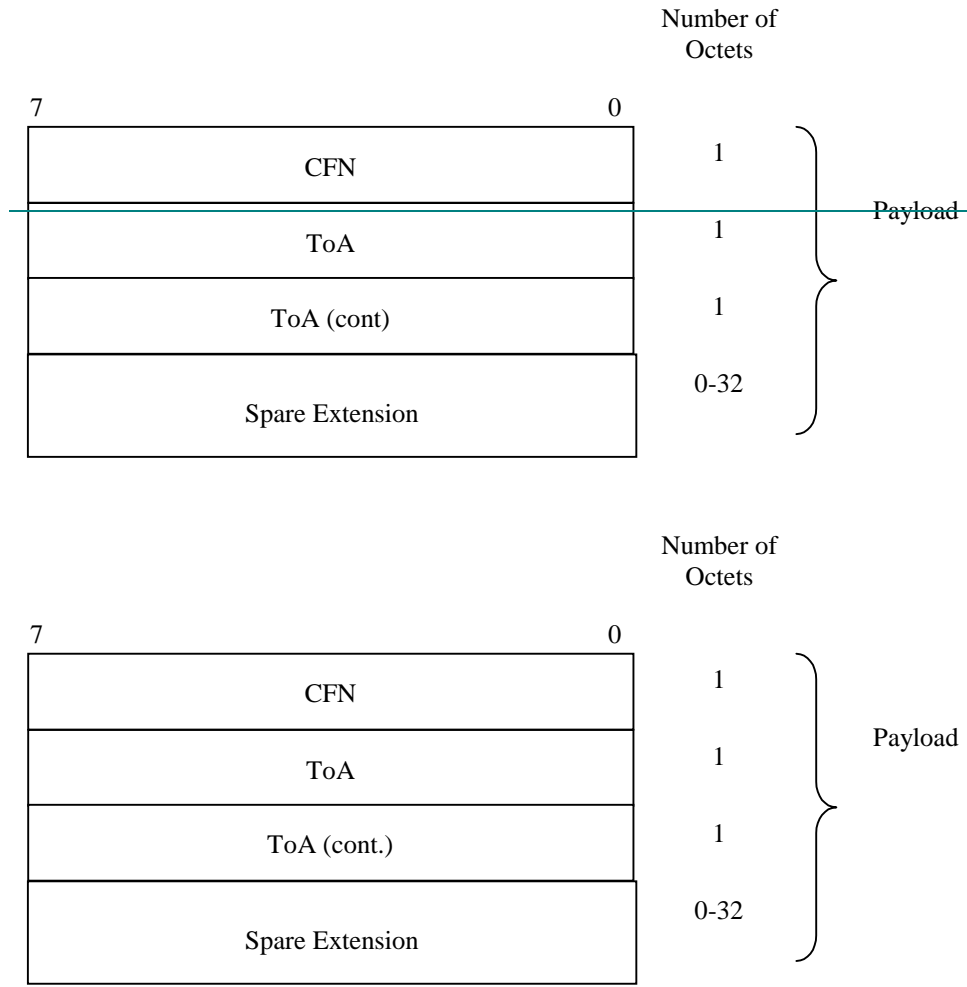 Number of
Octets
7 0
CFN 1
Payload
ToA 1
ToA (cont) 1
Spare Extension 0-32
Number of
Octets
7 0
CFN 1
Payload
ToA 1
ToA (cont.) 1
Spare Extension 0-32